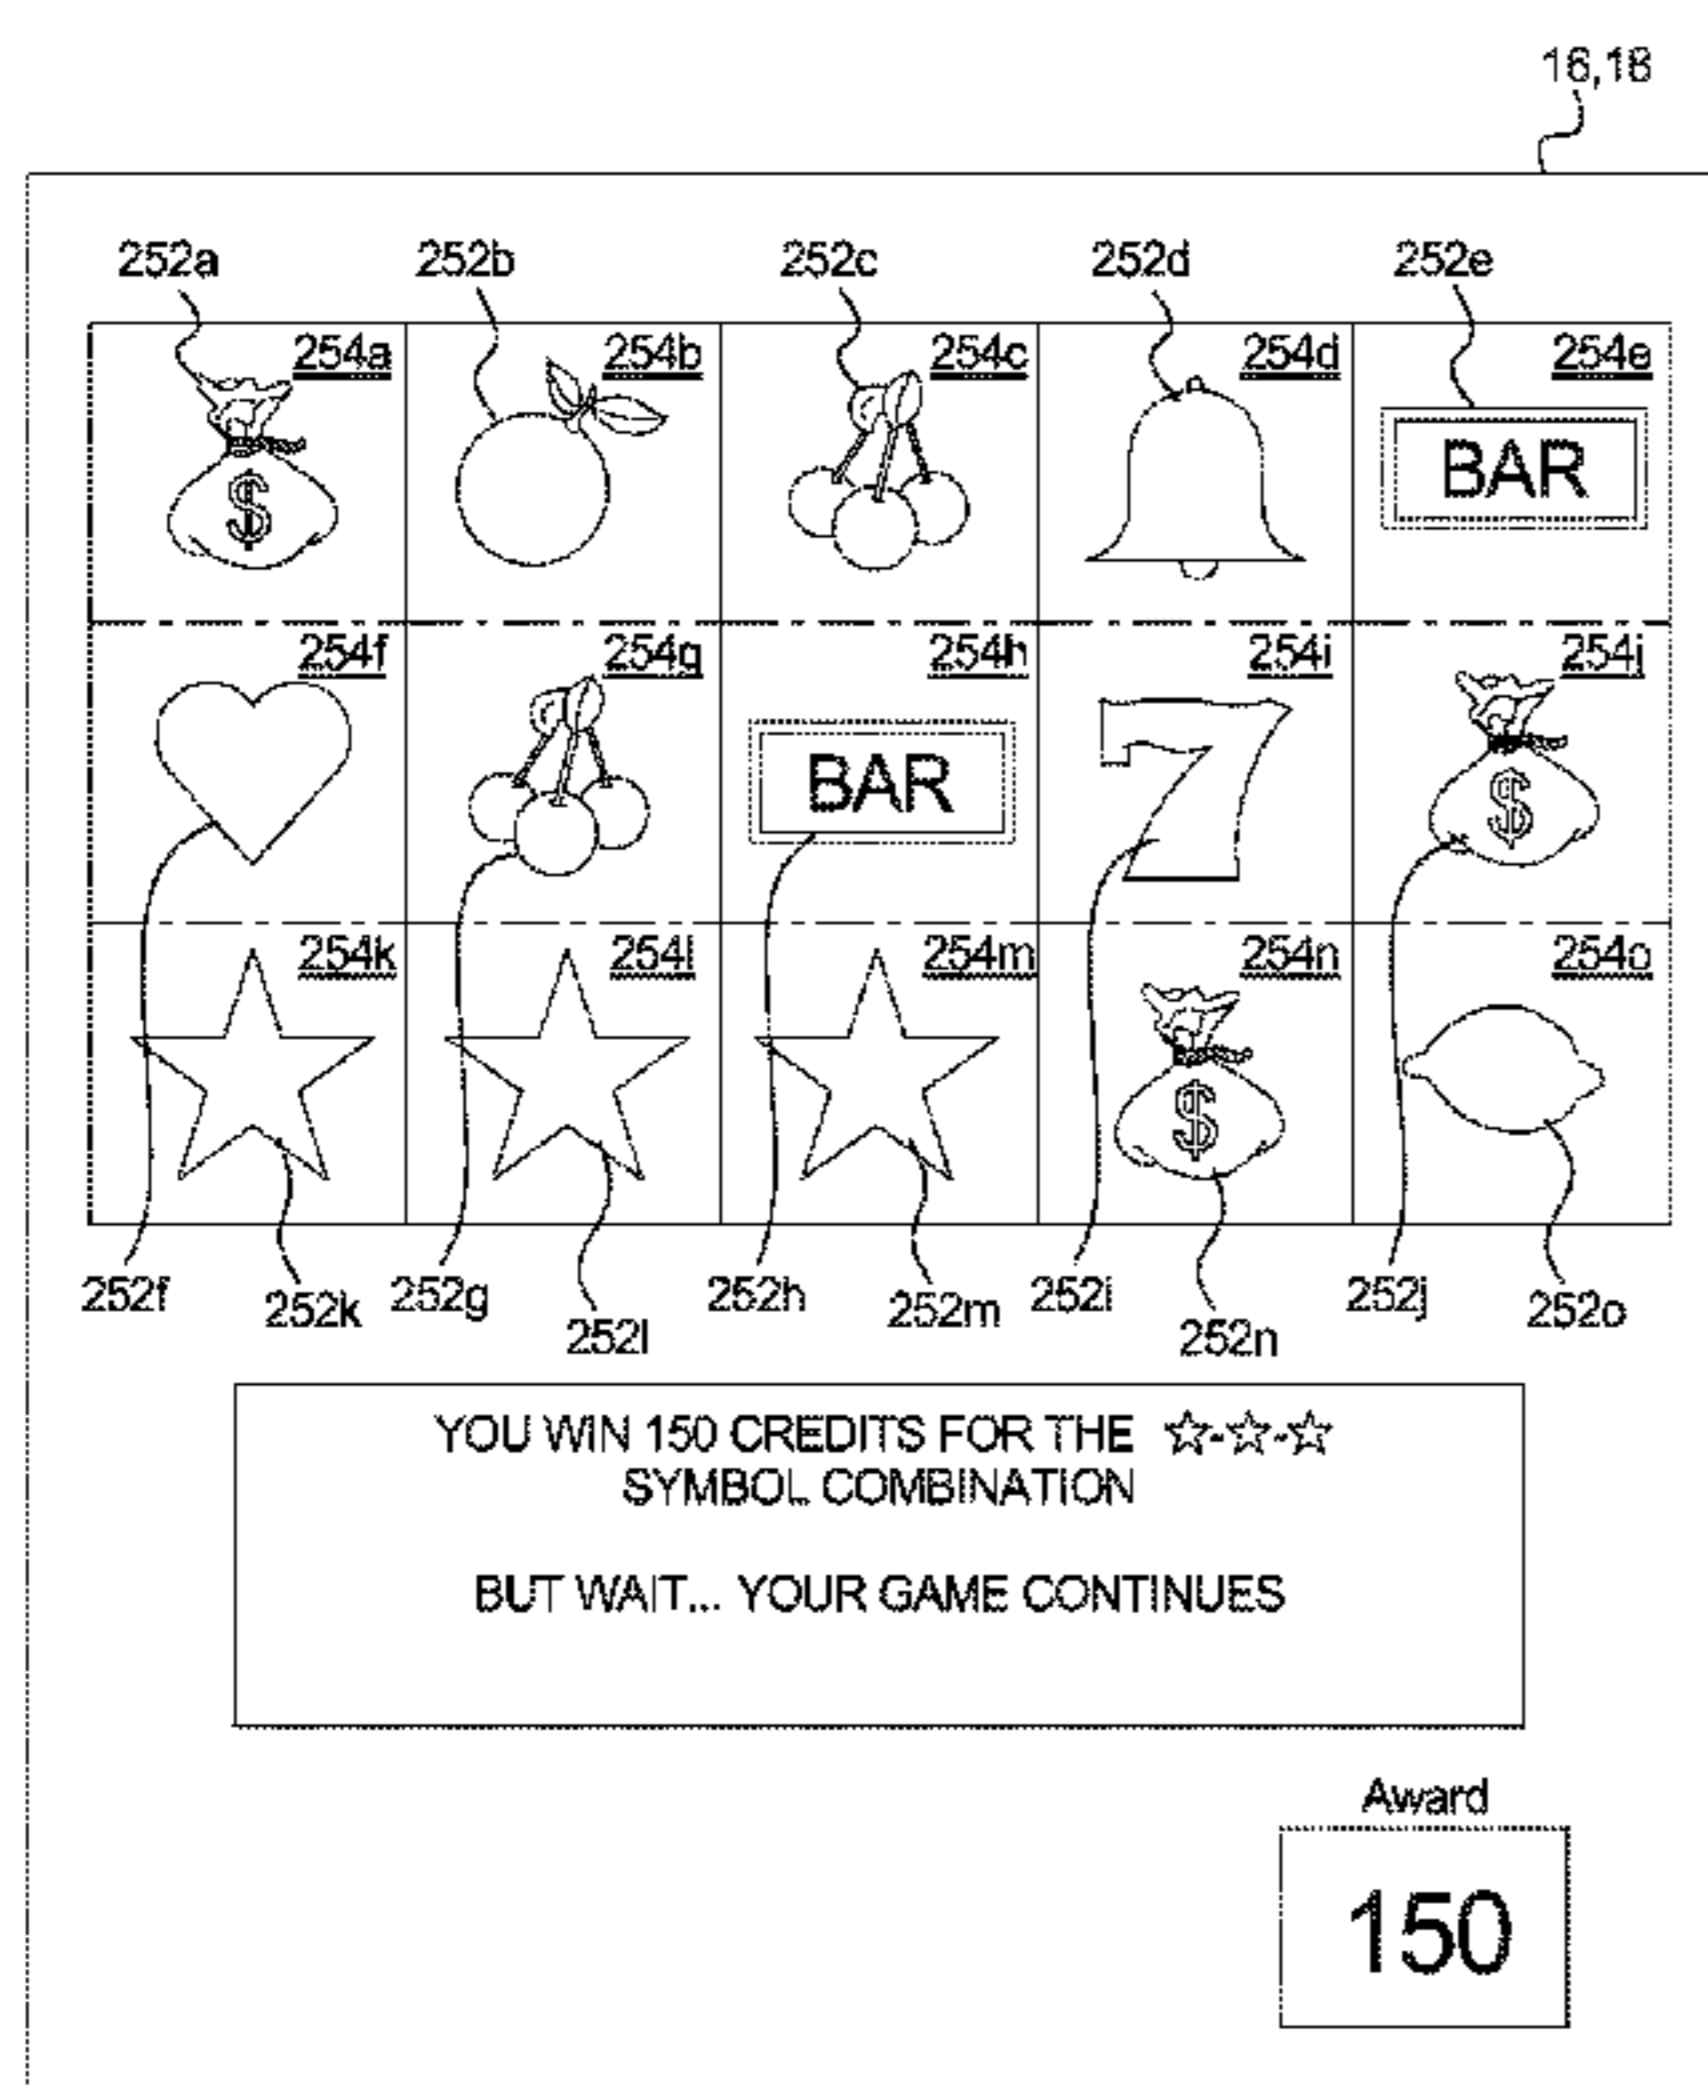 16,18
252a 252b 252c 252d 252e
254a 254b 254c 254d 254e
$ BAR
254f 254g 254h 254i 254j
BAR 7 $
254k 254l 254m 254n 254o
$
252f 252k 252g 252l 252h 252m 252i 252n 252j 252o
YOU WIN 150 CREDITS FOR THE ☆-☆-☆
SYMBOL COMBINATION
BUT WAIT... YOUR GAME CONTINUES
Award
150